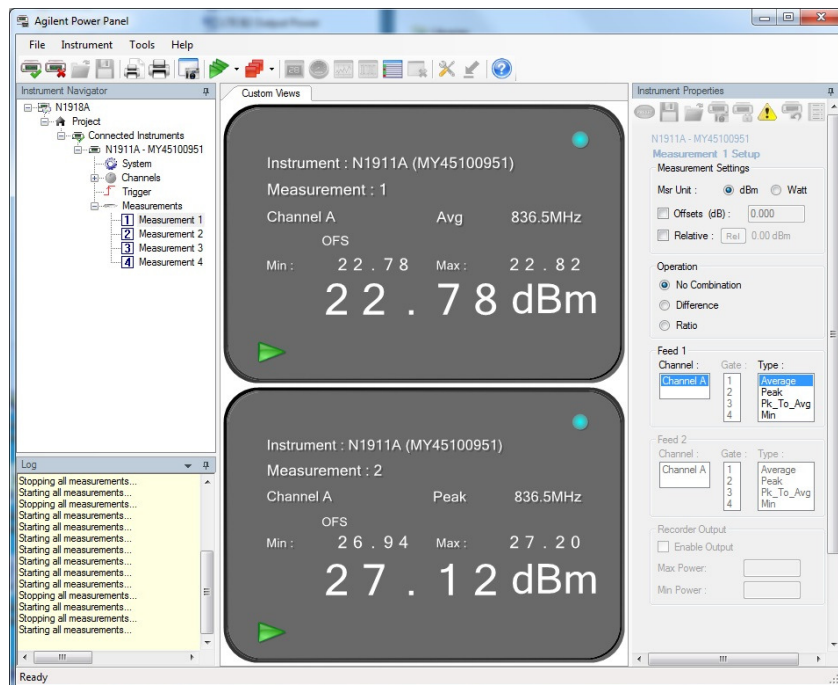 Agilent Power Panel
File Instrument Tools Help
Instrument Navigator
N1918A
Project
Connected Instruments
N1911A - MY45100951
System
Channels
Trigger
Measurements
1 Measurement 1
2 Measurement 2
3 Measurement 3
4 Measurement 4
Log
Stopping all measurements...
Starting all measurements...
Stopping all measurements...
Starting all measurements...
Starting all measurements...
Starting all measurements...
Starting all measurements...
Starting all measurements...
Starting all measurements...
Starting all measurements...
Stopping all measurements...
Starting all measurements...
Stopping all measurements...
Starting all measurements...
Ready
Custom Views
Instrument : N1911A (MY45100951)
Measurement : 1
Channel A Avg 836.5MHz
OFS
Min : 22.78 Max : 22.82
22.78 dBm
Instrument : N1911A (MY45100951)
Measurement : 2
Channel A Peak 836.5MHz
OFS
Min : 26.94 Max : 27.20
27.12 dBm
Instrument Properties
N1911A - MY45100951
Measurement 1 Setup
Measurement Settings
Msr Unit : dBm Watt
Offsets (dB) : 0.000
Relative : Rel 0.00 dBm
Operation
No Combination
Difference
Ratio
Feed 1
Channel : Gate : Type :
Channel A 1 Average
2 Peak
3 Pk_To_Avg
4 Min
Feed 2
Channel : Gate : Type :
Channel A 1 Average
2 Peak
3 Pk_To_Avg
4 Min
Recorder Output
Enable Output
Max Power:
Min Power :